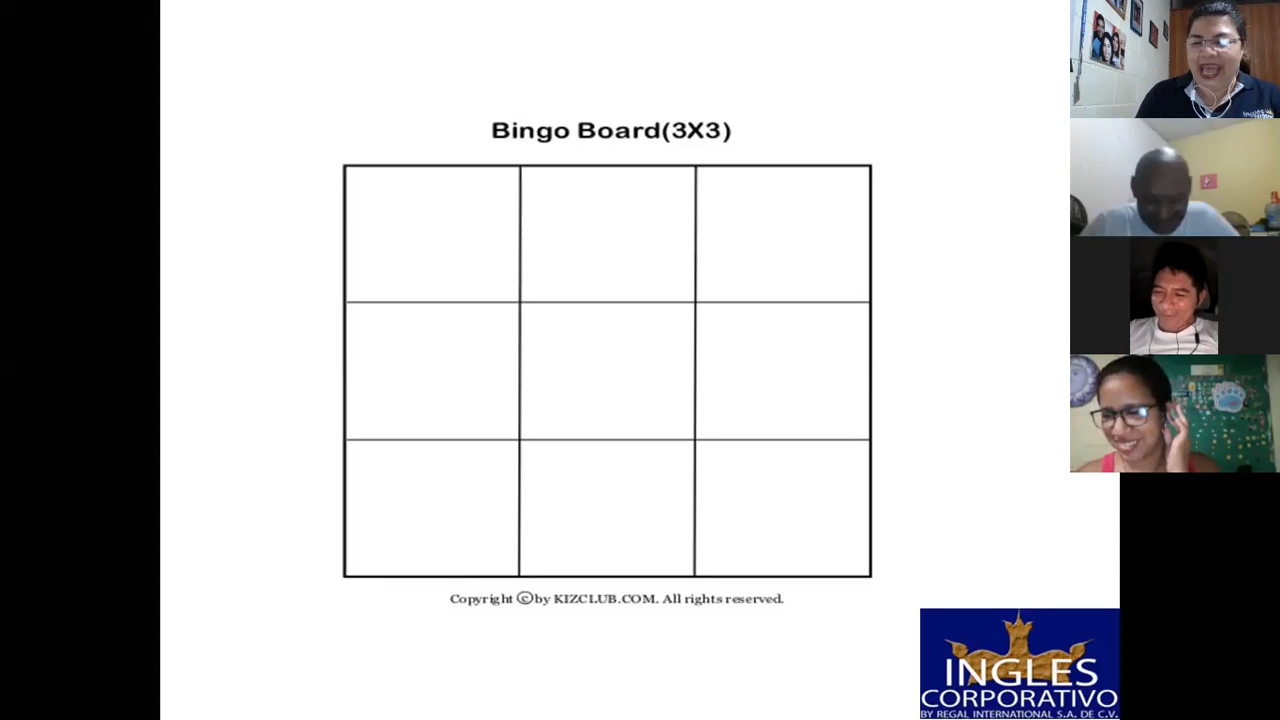 Bingo Board(3X3)
Copyright ©by KIZCLUB.COM. All rights reserved.
INGLES
CORPORATIVO
BY REGAL INTERNATIONAL S.A. DE C.V.